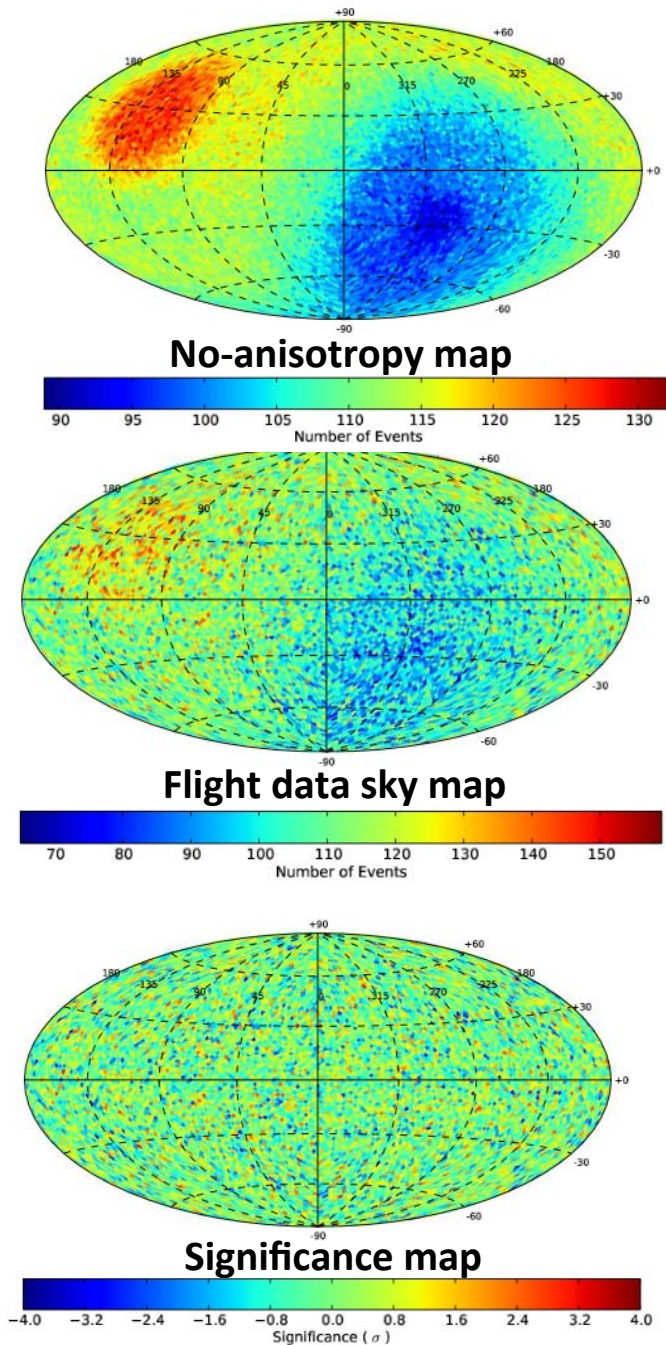 +90
180 135 90 45 0 315 270 225 +30
+0
-30
-60
-90
No-anisotropy map
90 95 100 105 110 115 120 125 130
Number of Events
+60
180 135 90 45 0 315 270 225 +30
+0
-30
-60
-90
Flight data sky map
70 80 90 100 110 120 130 140 150
Number of Events
+90
+60
180 135 90 45 0 315 270 225
+30
+0
-30
-60
-90
Significance map
−4.0 −3.2 −2.4 −1.6 −0.8 0.0 0.8 1.6 2.4 3.2 4.0
Significance ( σ )